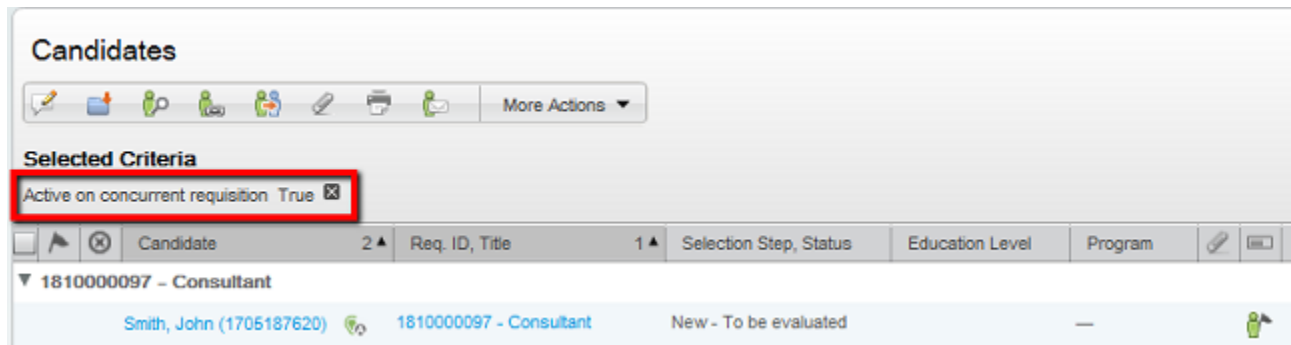 Candidates
More Actions ▼
Selected Criteria
Active on concurrent requisition True
Candidate 2▲ Req. ID, Title 1▲ Selection Step, Status Education Level Program
▼ 1810000097 – Consultant
Smith, John (1705187620) 1810000097 - Consultant New - To be evaluated —